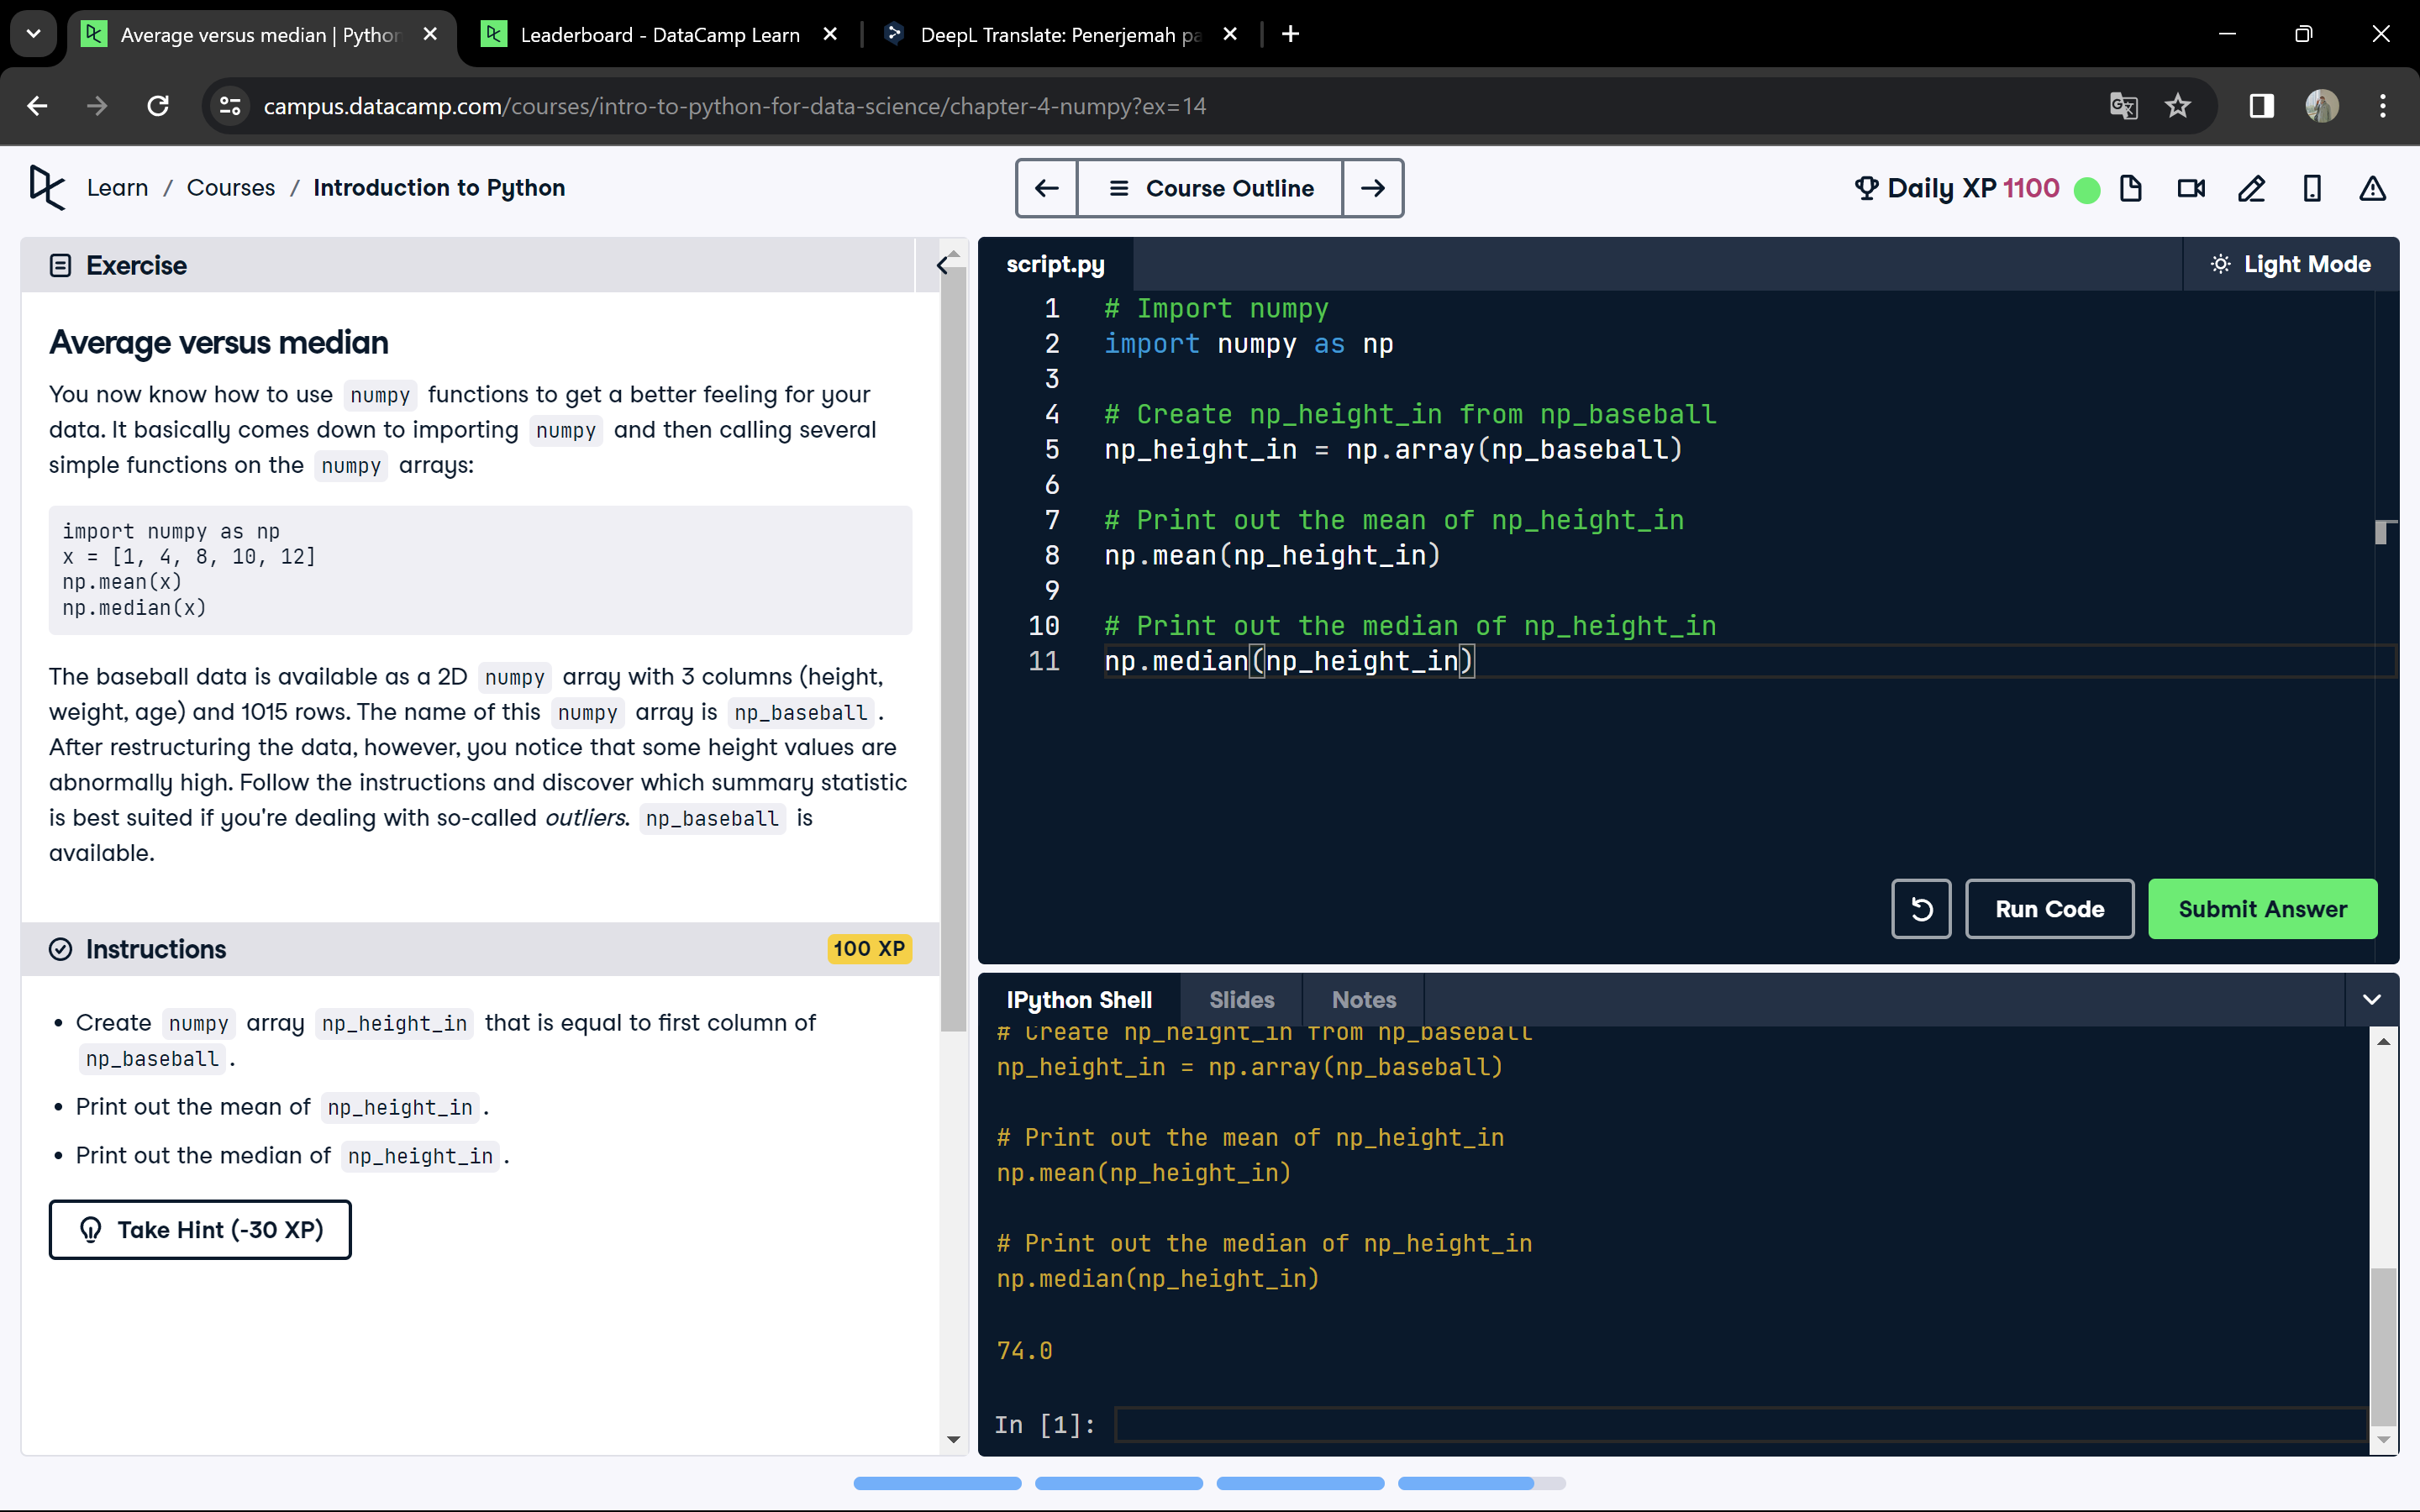 Average versus median | Python
Leaderboard - DataCamp Learn
DeepL Translate: Penerjemah pa
campus.datacamp.com/courses/intro-to-python-for-data-science/chapter-4-numpy?ex=14
Learn / Courses / Introduction to Python
Course Outline
Daily XP 1100
Exercise
Average versus median
You now know how to use numpy functions to get a better feeling for your
data. It basically comes down to importing numpy and then calling several
simple functions on the numpy arrays:
import numpy as np
x = [1, 4, 8, 10, 12]
np.mean(x)
np.median(x)
The baseball data is available as a 2D numpy array with 3 columns (height,
weight, age) and 1015 rows. The name of this numpy array is np_baseball.
After restructuring the data, however, you notice that some height values are
abnormally high. Follow the instructions and discover which summary statistic
is best suited if you're dealing with so-called outliers. np_baseball is
available.
Instructions
100 XP
• Create numpy array np_height_in that is equal to first column of
np_baseball.
• Print out the mean of np_height_in.
• Print out the median of np_height_in.
Take Hint (-30 XP)
script.py
Light Mode
1 # Import numpy
2 import numpy as np
3
4 # Create np_height_in from np_baseball
5 np_height_in = np.array(np_baseball)
6
7 # Print out the mean of np_height_in
8 np.mean(np_height_in)
9
10 # Print out the median of np_height_in
11 np.median(np_height_in)
Run Code
Submit Answer
IPython Shell
Slides
Notes
# Create np_height_in from np_baseball
np_height_in = np.array(np_baseball)
# Print out the mean of np_height_in
np.mean(np_height_in)
# Print out the median of np_height_in
np.median(np_height_in)
74.0
In [1]: